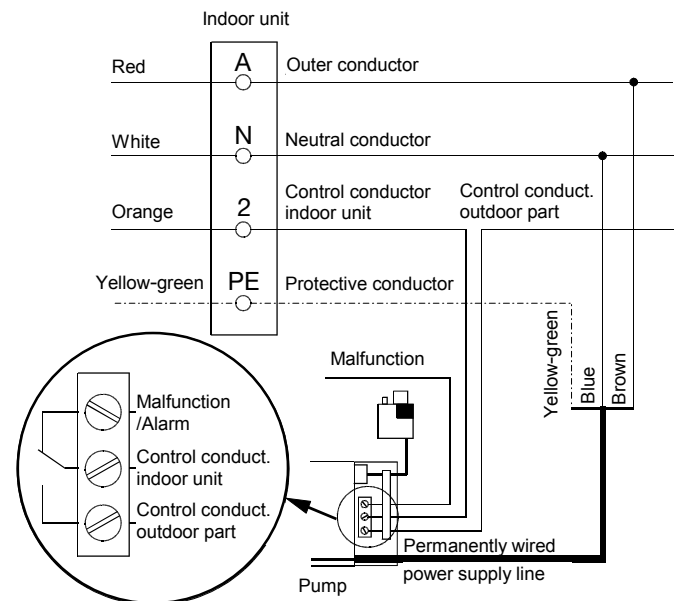 Indoor unit
Red
A
Outer conductor
White
N
Neutral conductor
Orange
2
Control conductor
indoor unit
Control conduct.
outdoor part
Yellow-green
PE
Protective conductor
Yellow-green
Blue
Brown
Malfunction
Malfunction
/Alarm
Control conduct.
indoor unit
Control conduct.
outdoor part
Permanently wired
power supply line
Pump